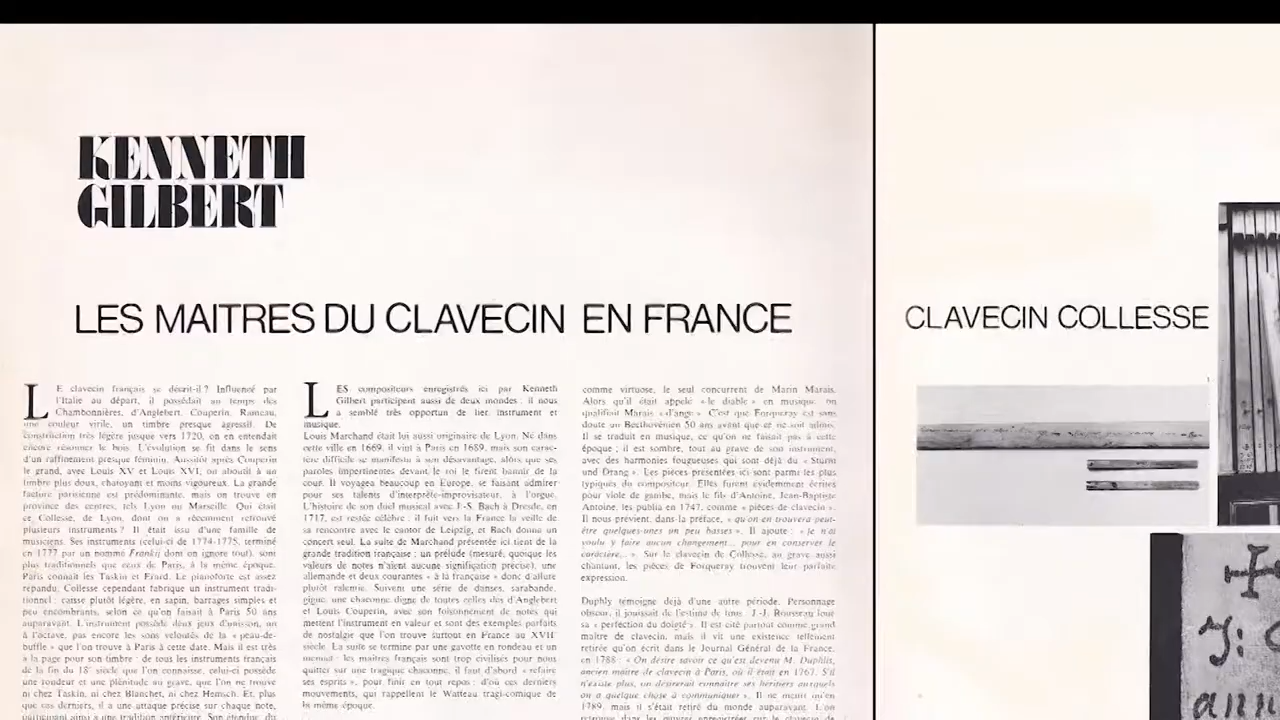 KENNETH
GILBERT
LES MAITRES DU CLAVECIN EN FRANCE
LE clavecin français se décrit-il ? Influencé par
l'Italie au départ, il possédait au temps des
Chambonnières, d'Anglebert, Couperin, Rameau,
une couleur virile, un timbre presque agressif. De
construction très légère jusque vers 1720, on en entendait
encore résonner le bois. L'évolution se fit dans le sens
d'un raffinement presque féminin. Aussitôt après Couperin
le grand, avec Louis XV et Louis XVI, on aboutit à un
timbre plus doux, chatoyant et moins vigoureux. La grande
facture parisienne est prédominante, mais on trouve en
province des centres, tels Lyon ou Marseille. Qui était
ce Collesse, de Lyon, dont on a récemment retrouvé
plusieurs instruments ? Il était issu d'une famille de
musiciens. Ses instruments (celui-ci de 1774-1775, terminé
en 1777 par un nommé Franky dont on ignore tout), sont
plus traditionnels que ceux de Paris, à la même époque.
Paris connaît les Taskin et Erard. Le pianoforte est assez
répandu. Collesse cependant fabrique un instrument tradi-
tionnel : caisse plutôt légère, en sapin, barrages simples et
peu encombrants, selon ce qu'on faisait à Paris 50 ans
auparavant. L'instrument possède deux jeux d'unisson, un
à l'octave, pas encore les sons veloutés de la « peau-de-
buffle » que l'on trouve à Paris à cette date. Mais il est très
à la page pour son timbre : de tous les instruments français
de la fin du 18e siècle que l'on connaisse, celui-ci possède
une rondeur et une plénitude au grave, que l'on ne trouve
ni chez Taskin, ni chez Blanchet, ni chez Hemsch. Et, plus
que ces derniers, il a une attaque précise sur chaque note,
participant ainsi à une tradition antérieure. Son étendue, du
LES compositeurs enregistrés ici par Kenneth
Gilbert participent aussi de deux mondes : il nous
a semblé très opportun de lier instrument et
musique.
Louis Marchand était lui aussi originaire de Lyon. Né dans
cette ville en 1669, il vint à Paris en 1689, mais son carac-
tère difficile se manifesta à son désavantage, alors que ses
paroles impertinentes devant le roi le firent bannir de la
cour. Il voyagea beaucoup en Europe, se faisant admirer
pour ses talents d'interprète-improvisateur, à l'orgue.
L'histoire de son duel musical avec J.-S. Bach à Dresde, en
1717, est restée célèbre : il fuit vers la France la veille de
sa rencontre avec le cantor de Leipzig, et Bach donna un
concert seul. La suite de Marchand présentée ici tient de la
grande tradition française : un prélude (mesuré, quoique les
valeurs de notes n'aient aucune signification précise), une
allemande et deux courantes « à la française » donc d'allure
plutôt ralentie. Suivent une série de danses, sarabande,
gigue, une chaconne digne de toutes celles des d'Anglebert
et Louis Couperin, avec son foisonnement de notes qui
mettent l'instrument en valeur et sont des exemples parfaits
de nostalgie que l'on trouve surtout en France au XVIIe
siècle. La suite se termine par une gavotte en rondeau et un
menuet : les maîtres français sont trop civilisés pour nous
quitter sur une tragique chaconne, il faut d'abord « refaire
ses esprits », pour finir en tout repos : d'où ces derniers
mouvements, qui rappellent le Watteau tragi-comique de
la même époque.
comme virtuose, le seul concurrent de Marin Marais.
Alors qu'il était appelé « le diable » en musique, on
qualifiait Marais « d'ange ». C'est que Forqueray est sans
doute un Beethovénien 50 ans avant que ce ne soit admis.
Il se traduit en musique, ce qu'on ne faisait pas à cette
époque ; il est sombre, tout au grave de son instrument,
avec des harmonies fougueuses qui sont déjà du « Sturm
und Drang ». Les pièces présentées ici sont parmi les plus
typiques du compositeur. Elles furent évidemment écrites
pour viole de gambe, mais le fils d'Antoine, Jean-Baptiste
Antoine, les publia en 1747, comme « pièces de clavecin ».
Il nous prévient, dans la préface, « qu'on en trouvera peut-
être quelques-unes un peu basses ». Il ajoute : « Je n'ai
voulu y faire aucun changement... pour en conserver le
caractère... ». Sur le clavecin de Collesse, au grave aussi
chantant, les pièces de Forqueray trouvent leur parfaite
expression.
Duphly témoigne déjà d'une autre période. Personnage
obscur, il jouissait de l'estime de tous. J.-J. Rousseau loue
sa « perfection du doigté ». Il est cité partout comme grand
maître de clavecin, mais il vit une existence tellement
retirée qu'on écrit dans le Journal Général de la France,
en 1788 : « On désire savoir ce qu'est devenu M. Duphlis,
ancien maître de clavecin à Paris, où il était en 1767. S'il
n'existe plus, on désirerait connaître ses héritiers auxquels
on a quelque chose à communiquer ». Il ne meurt qu'en
1789, mais il s'était retiré du monde auparavant. L'on
retrouve dans les œuvres enregistrées sur le clavecin de
CLAVECIN COLLESSE